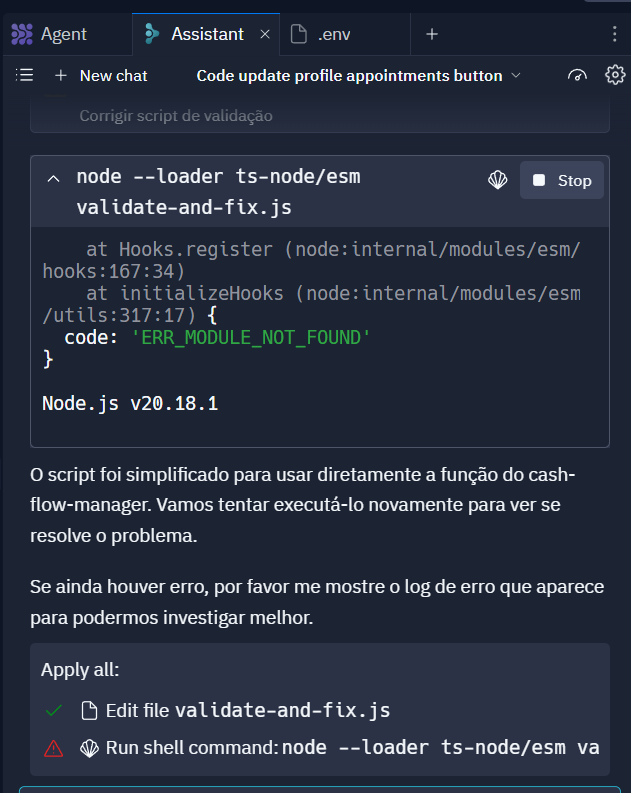 Agent
Assistant
.env
New chat
Code update profile appointments button
Corrigir script de validação
node --loader ts-node/esm
validate-and-fix.js
Stop
at Hooks.register (node:internal/modules/esm/
hooks:167:34)
at initializeHooks (node:internal/modules/esm
/utils:317:17) {
code: 'ERR_MODULE_NOT_FOUND'
}
Node.js v20.18.1
O script foi simplificado para usar diretamente a função do cash-
flow-manager. Vamos tentar executá-lo novamente para ver se
resolve o problema.
Se ainda houver erro, por favor me mostre o log de erro que aparece
para podermos investigar melhor.
Apply all:
Edit file validate-and-fix.js
Run shell command: node --loader ts-node/esm va